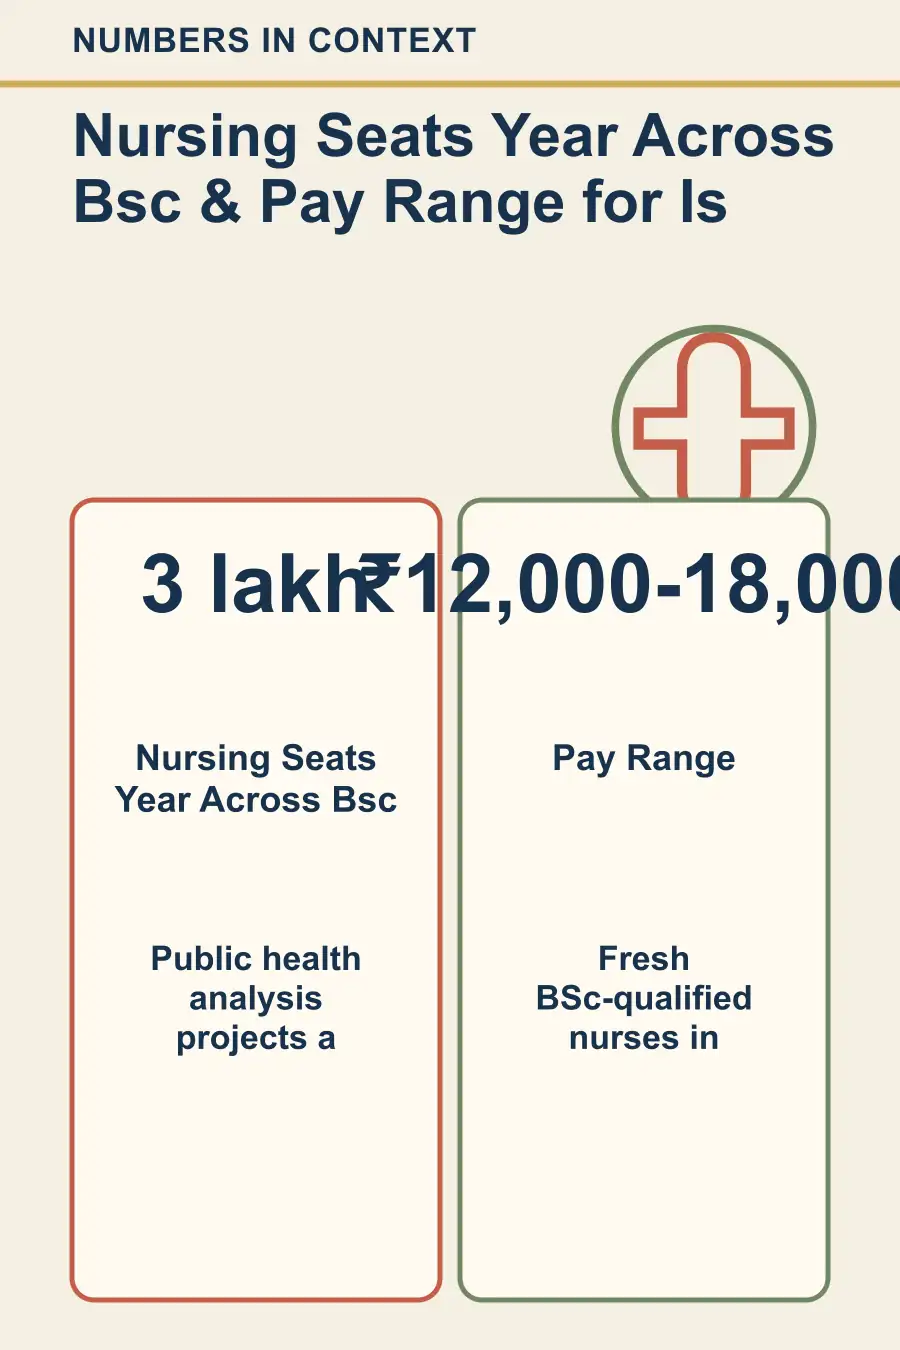 NUMBERS IN CONTEXT
Nursing Seats Year Across
Bsc & Pay Range for Is
3 lakh
₹12,000-18,000
Nursing Seats
Year Across Bsc
Pay Range
Public health
analysis
projects a
Fresh
BSc-qualified
nurses in